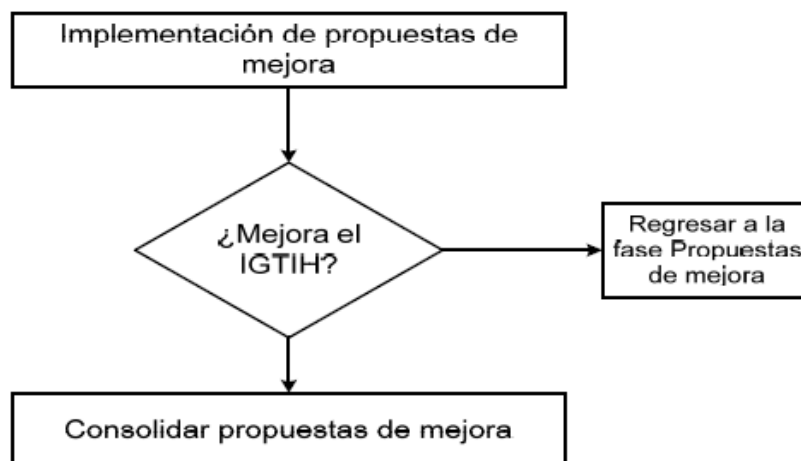 Implementación de propuestas de
mejora
¿Mejora el
IGTIH?
Regresar a la
fase Propuestas
de mejora
Consolidar propuestas de mejora